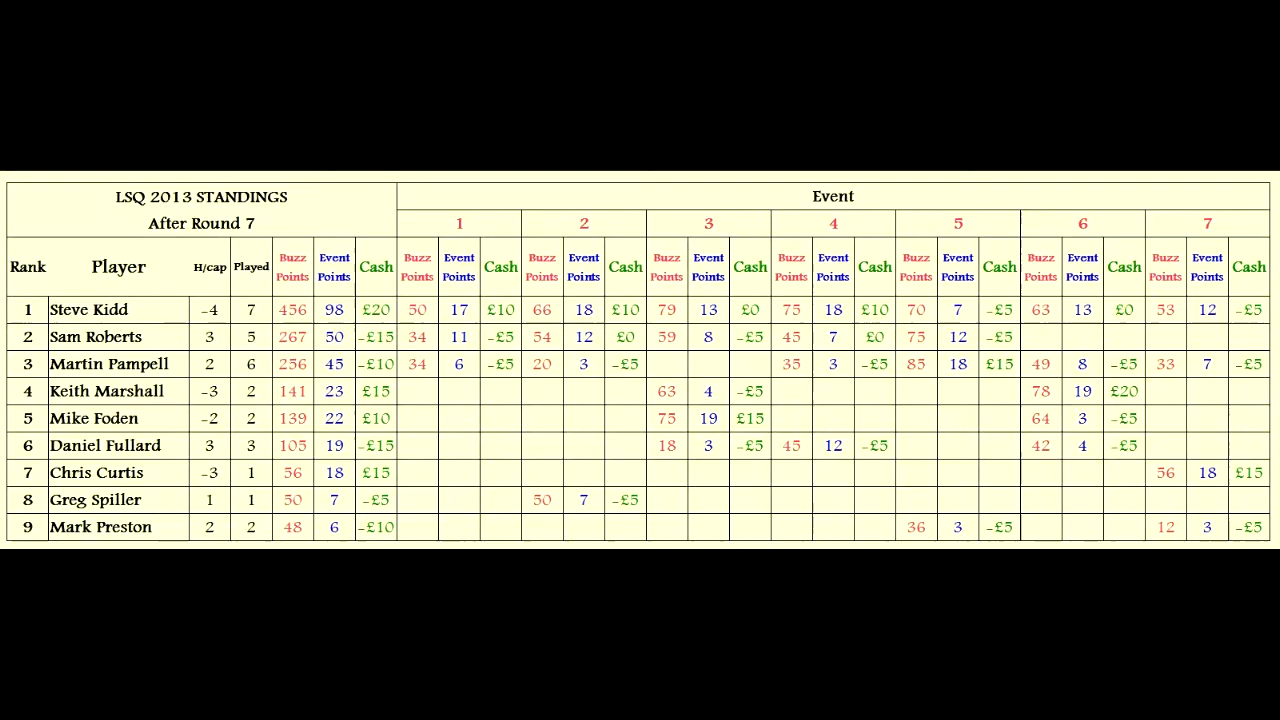 LSQ 2013 STANDINGS Event
After Round 7 1 2 3 4 5 6 7
Rank Player H/cap Played Buzz Points Event Points Cash Buzz Points Event Points Cash Buzz Points Event Points Cash Buzz Points Event Points Cash Buzz Points Event Points Cash Buzz Points Event Points Cash Buzz Points Event Points Cash Buzz Points Event Points Cash
1 Steve Kidd -4 7 456 98 £20 50 17 £10 66 18 £10 79 13 £0 75 18 £10 70 7 -£5 63 13 £0 53 12 -£5
2 Sam Roberts 3 5 267 50 -£15 34 11 -£5 54 12 £0 59 8 -£5 45 7 £0 75 12 -£5
3 Martin Pampell 2 6 256 45 -£10 34 6 -£5 20 3 -£5 35 3 -£5 85 18 £15 49 8 -£5 33 7 -£5
4 Keith Marshall -3 2 141 23 £15 63 4 -£5 78 19 £20
5 Mike Foden -2 2 139 22 £10 75 19 £15 64 3 -£5
6 Daniel Fullard 3 3 105 19 -£15 18 3 -£5 45 12 -£5 42 4 -£5
7 Chris Curtis -3 1 56 18 £15 56 18 £15
8 Greg Spiller 1 1 50 7 -£5 50 7 -£5
9 Mark Preston 2 2 48 6 -£10 36 3 -£5 12 3 -£5